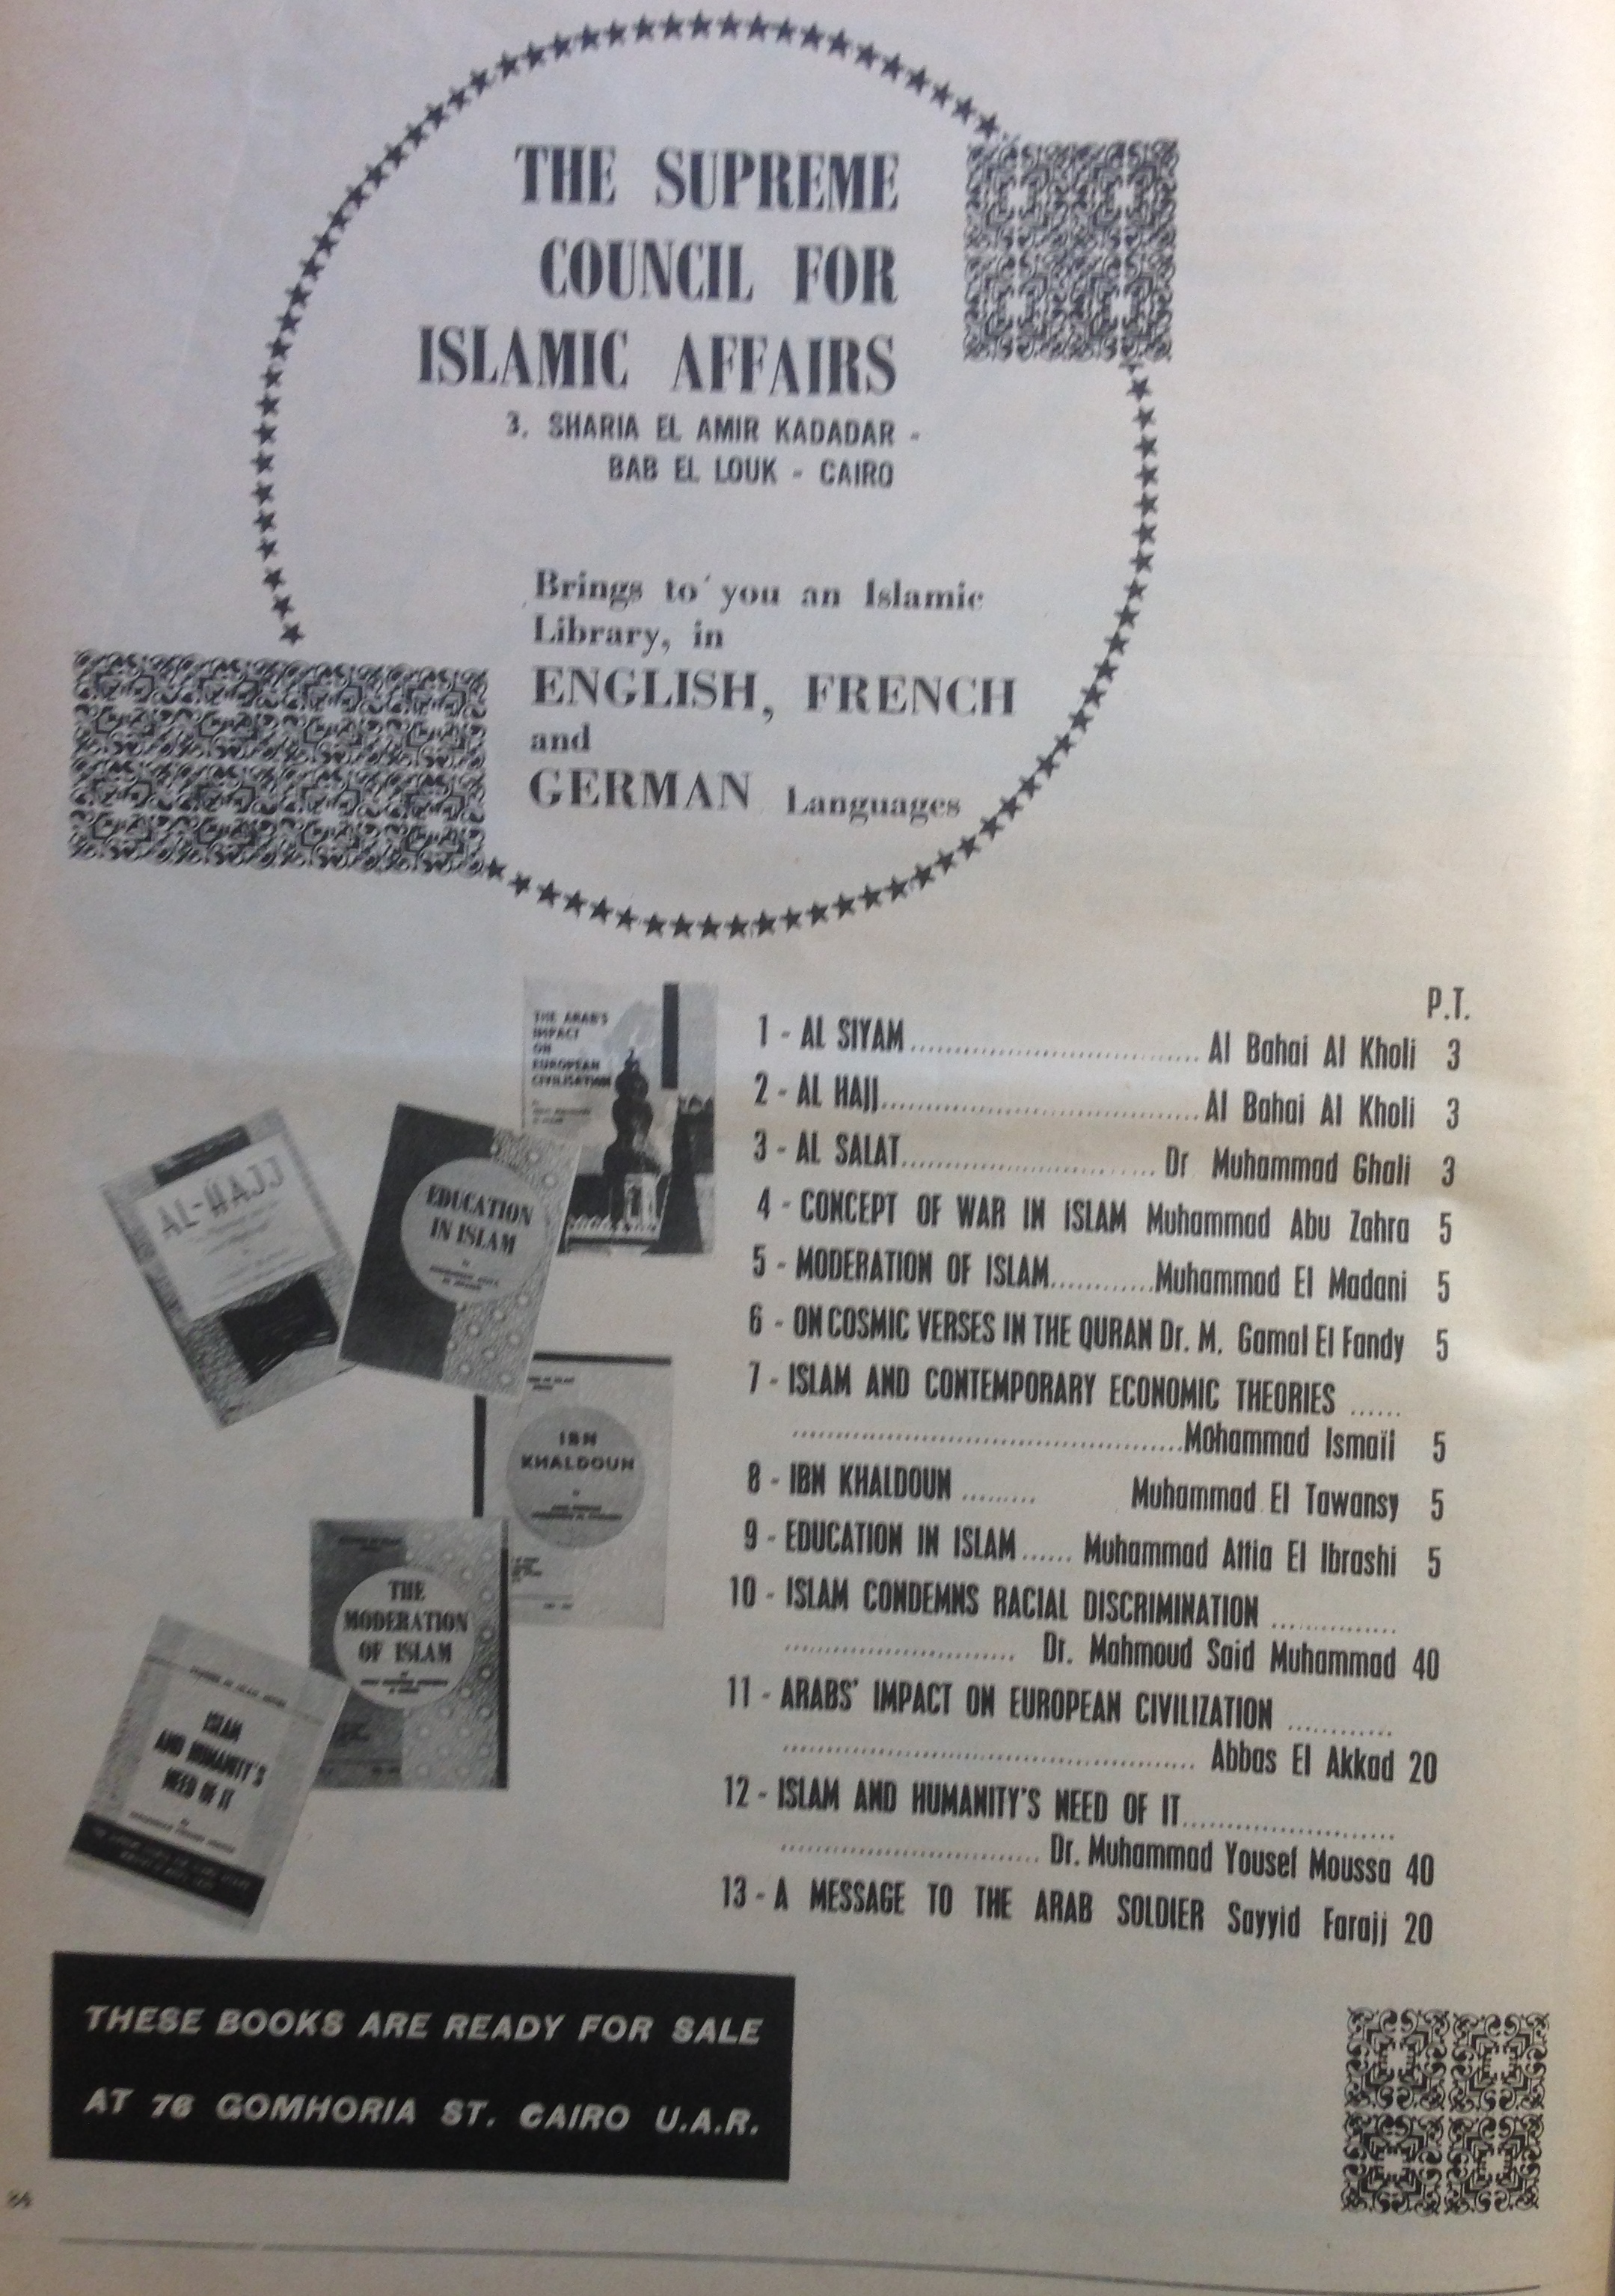 THE SUPREME
COUNCIL FOR
ISLAMIC AFFAIRS
3. SHARIA EL AMIR KADADAR -
BAB EL LOUK - CAIRO
Brings to you an Islamic
Library, in
ENGLISH, FRENCH
and
GERMAN Languages
P.T.
1 - AL SIYAM.............................. Al Bahai Al Kholi 3
2 - AL HAJJ.................................Al Bahai Al Kholi 3
3 - AL SALAT........................... Dr Muhammad Ghali 3
4 - CONCEPT OF WAR IN ISLAM Muhammad Abu Zahra 5
5 - MODERATION OF ISLAM............Muhammad El Madani 5
6 - ON COSMIC VERSES IN THE QURAN Dr. M. Gamal El Fandy 5
7 - ISLAM AND CONTEMPORARY ECONOMIC THEORIES ......
..........................................Mohammad Ismail 5
8 - IBN KHALDOUN ......... Muhammad El Tawansy 5
9 - EDUCATION IN ISLAM...... Muhammad Attia El Ibrashi 5
10 - ISLAM CONDEMNS RACIAL DISCRIMINATION ..............
.......................... Dr. Mahmoud Said Muhammad 40
11 - ARABS' IMPACT ON EUROPEAN CIVILIZATION ............
............................................. Abbas El Akkad 20
12 - ISLAM AND HUMANITY'S NEED OF IT.......................
............................. Dr. Muhammad Yousef Moussa 40
13 - A MESSAGE TO THE ARAB SOLDIER Sayyid Farajj 20
THE ARAB'S
IMPACT
ON
EUROPEAN
CIVILISATION
AL-HAJJ
EDUCATION
IN ISLAM
IBN
KHALDOUN
THE
MODERATION
OF ISLAM
ISLAM
AND HUMANITY'S
NEED OF IT
THESE BOOKS ARE READY FOR SALE
AT 76 GOMHORIA ST. CAIRO U.A.R.